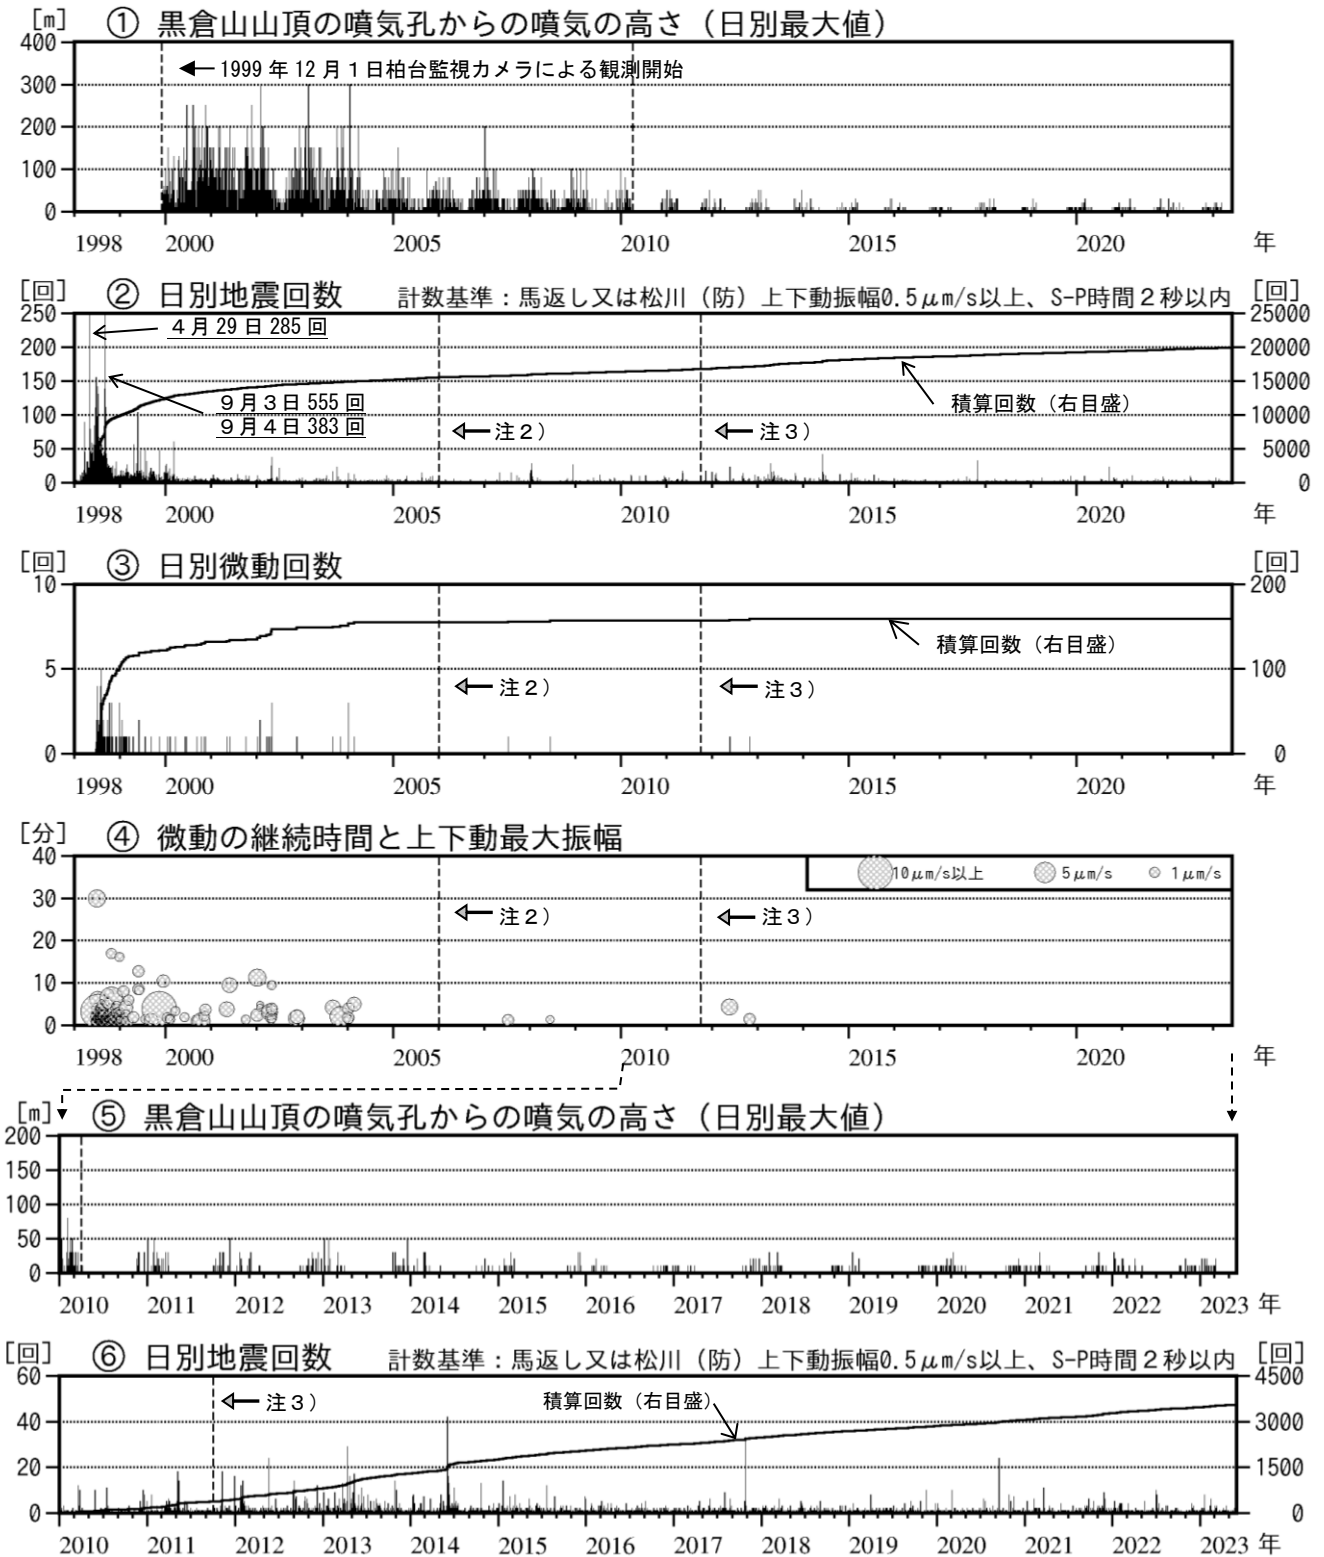 [m] ① 黒倉山山頂の噴気孔からの噴気の高さ（日別最大値）
400
300
200
100
0
←1999年12月１日柏台監視カメラによる観測開始
1998 2000 2005 2010 2015 2020 年
[回] ② 日別地震回数 計数基準：馬返し又は松川（防）上下動振幅0.5μm/s以上、S-P時間２秒以内 [回]
250 25000
200 20000
150 15000
100 10000
50 5000
0 0
４月29日285回
９月３日555回
９月４日383回
積算回数（右目盛）
注２）
注３）
1998 2000 2005 2010 2015 2020 年
[回] ③ 日別微動回数 [回]
10 200
5 100
0 0
積算回数（右目盛）
注２）
注３）
1998 2000 2005 2010 2015 2020 年
[分] ④ 微動の継続時間と上下動最大振幅
40
30
20
10
0
10μm/s以上 5μm/s 1μm/s
注２）
注３）
1998 2000 2005 2010 2015 2020 年
[m] ⑤ 黒倉山山頂の噴気孔からの噴気の高さ（日別最大値）
200
150
100
50
0
2010 2011 2012 2013 2014 2015 2016 2017 2018 2019 2020 2021 2022 2023 年
[回] ⑥ 日別地震回数 計数基準：馬返し又は松川（防）上下動振幅0.5μm/s以上、S-P時間２秒以内 [回]
60 4500
40 3000
20 1500
0 0
注３）
積算回数（右目盛）
2010 2011 2012 2013 2014 2015 2016 2017 2018 2019 2020 2021 2022 2023 年